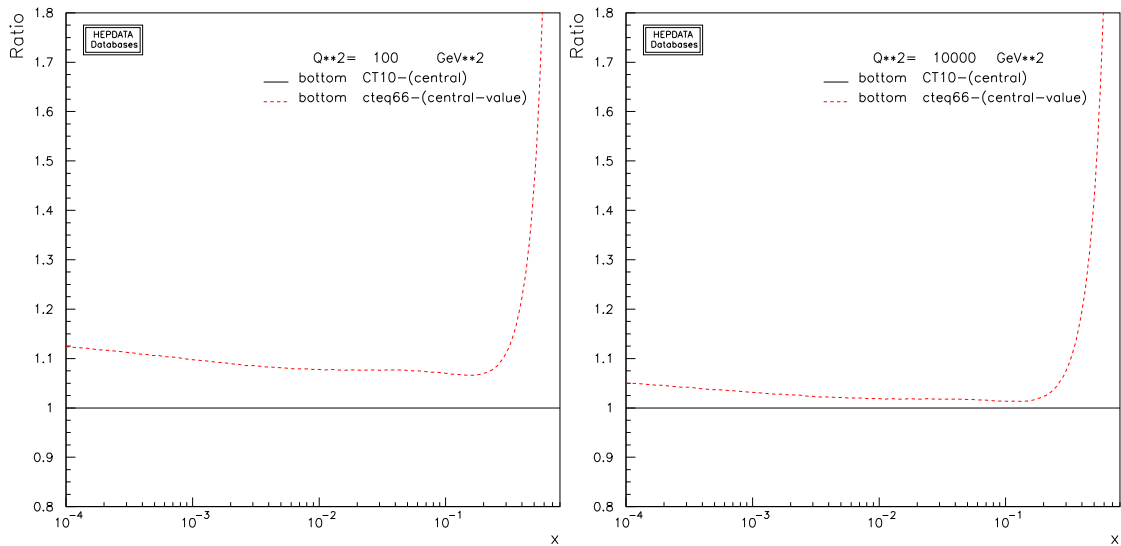 Ratio
1.8
1.7
1.6
1.5
1.4
1.3
1.2
1.1
1
0.9
0.8
HEPDATA
Databases
Q**2= 100 GeV**2
bottom CT10-(central)
bottom cteq66-(central-value)
10^-4
10^-3
10^-2
10^-1
x
Ratio
1.8
1.7
1.6
1.5
1.4
1.3
1.2
1.1
1
0.9
0.8
HEPDATA
Databases
Q**2= 10000 GeV**2
bottom CT10-(central)
bottom cteq66-(central-value)
10^-4
10^-3
10^-2
10^-1
x